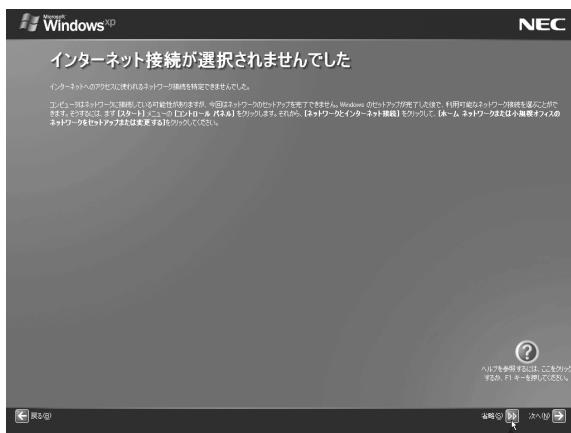 Microsoft
Windows xp
NEC
インターネット接続が選択されませんでした
インターネットへのアクセスに使われるネットワーク接続を特定できませんでした。
コンピュータはネットワークに接続している可能性がありますが、今回はネットワークのセットアップを完了できません。Windows のセットアップが完了した後で、利用可能なネットワーク接続を選ぶことがで
きます。そうするには、まず [スタート] メニューの [コントロール パネル] をクリックします。それから、[ネットワークとインターネット接続] をクリックして、[ホーム ネットワークまたは小規模オフィスの
ネットワークをセットアップまたは変更する]をクリックしてください。
?
ヘルプを参照するには、ここをクリック
するか、F1 キーを押してください。
戻る(B)
省略(S)
次へ(N)